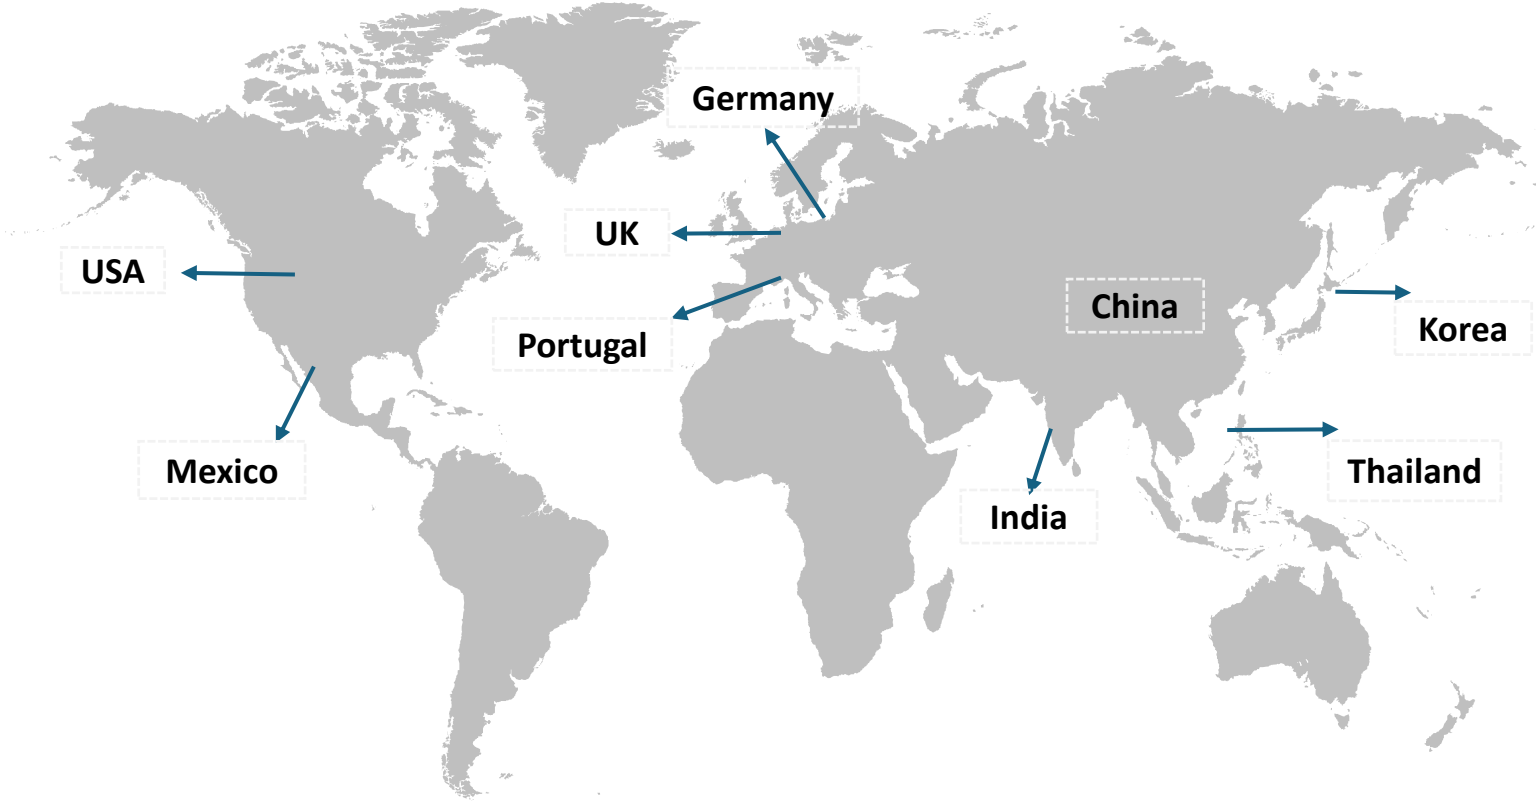 Germany
UK
USA
China
Korea
Portugal
Mexico
Thailand
India